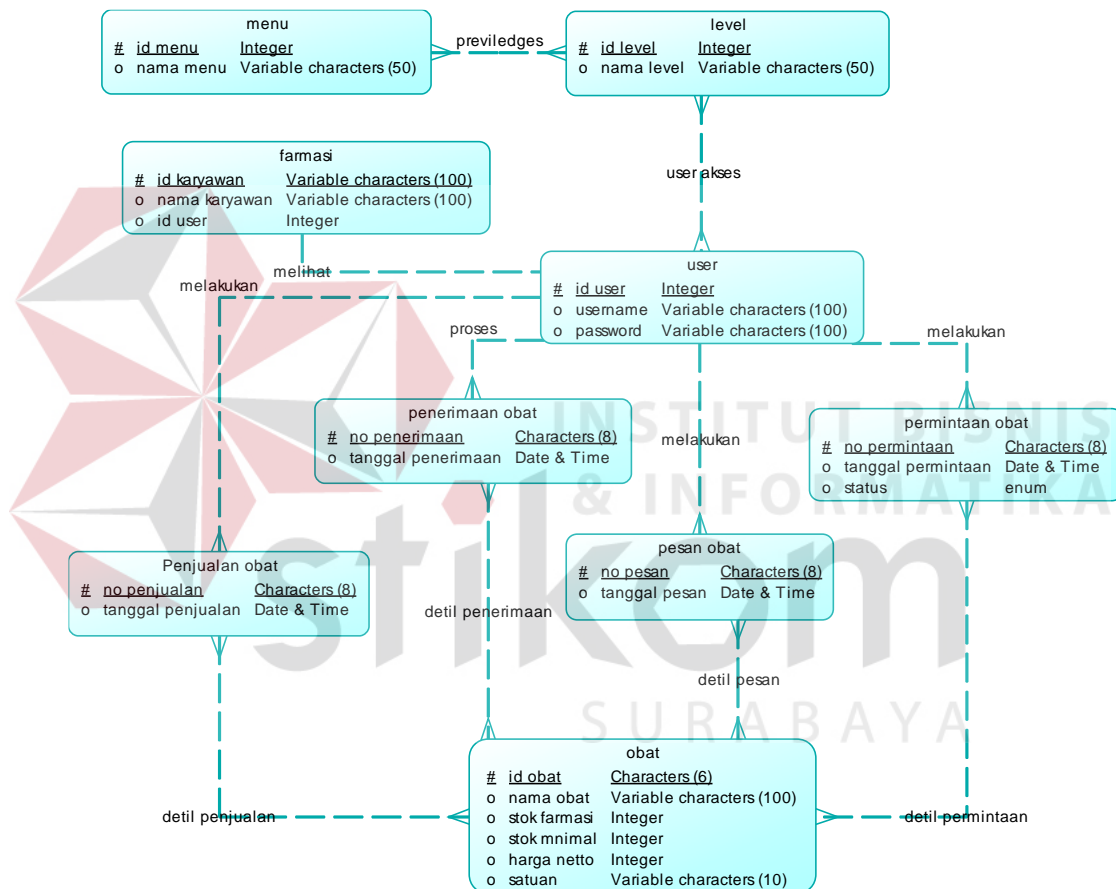 menu
# id menu Integer
o nama menu Variable characters (50)
previledges
level
# id level Integer
o nama level Variable characters (50)
user akses
farmasi
# id karyawan Variable characters (100)
o nama karyawan Variable characters (100)
o id user Integer
melihat
melakukan
user
# id user Integer
o username Variable characters (100)
o password Variable characters (100)
proses
melakukan
melakukan
penerimaan obat
# no penerimaan Characters (8)
o tanggal penerimaan Date & Time
permintaan obat
# no permintaan Characters (8)
o tanggal permintaan Date & Time
o status enum
Penjualan obat
# no penjualan Characters (8)
o tanggal penjualan Date & Time
pesan obat
# no pesan Characters (8)
o tanggal pesan Date & Time
detil penerimaan
detil pesan
obat
# id obat Characters (6)
o nama obat Variable characters (100)
o stok farmasi Integer
o stok mnimal Integer
o harga netto Integer
o satuan Variable characters (10)
detil penjualan
detil permintaan
INSTITUT BISNIS
& INFORMATIKA
stikom
SURABAYA